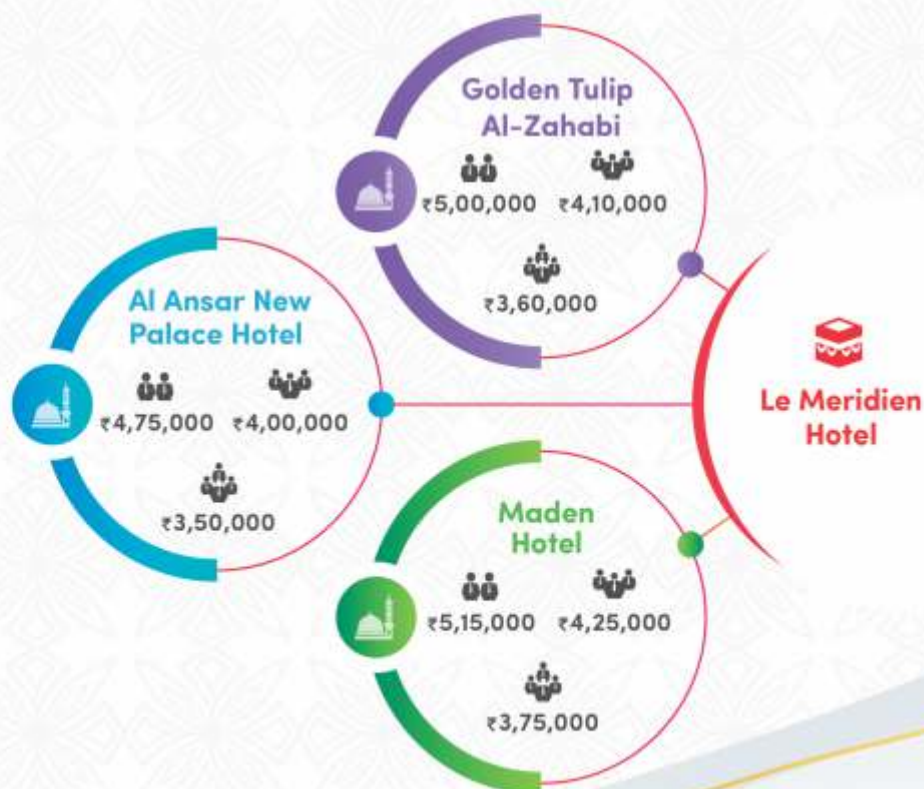 Golden Tulip
Al-Zahabi
₹5,00,000 ₹4,10,000
₹3,60,000
Al Ansar New
Palace Hotel
₹4,75,000 ₹4,00,000
₹3,50,000
Le Meridien
Hotel
Maden
Hotel
₹5,15,000 ₹4,25,000
₹3,75,000